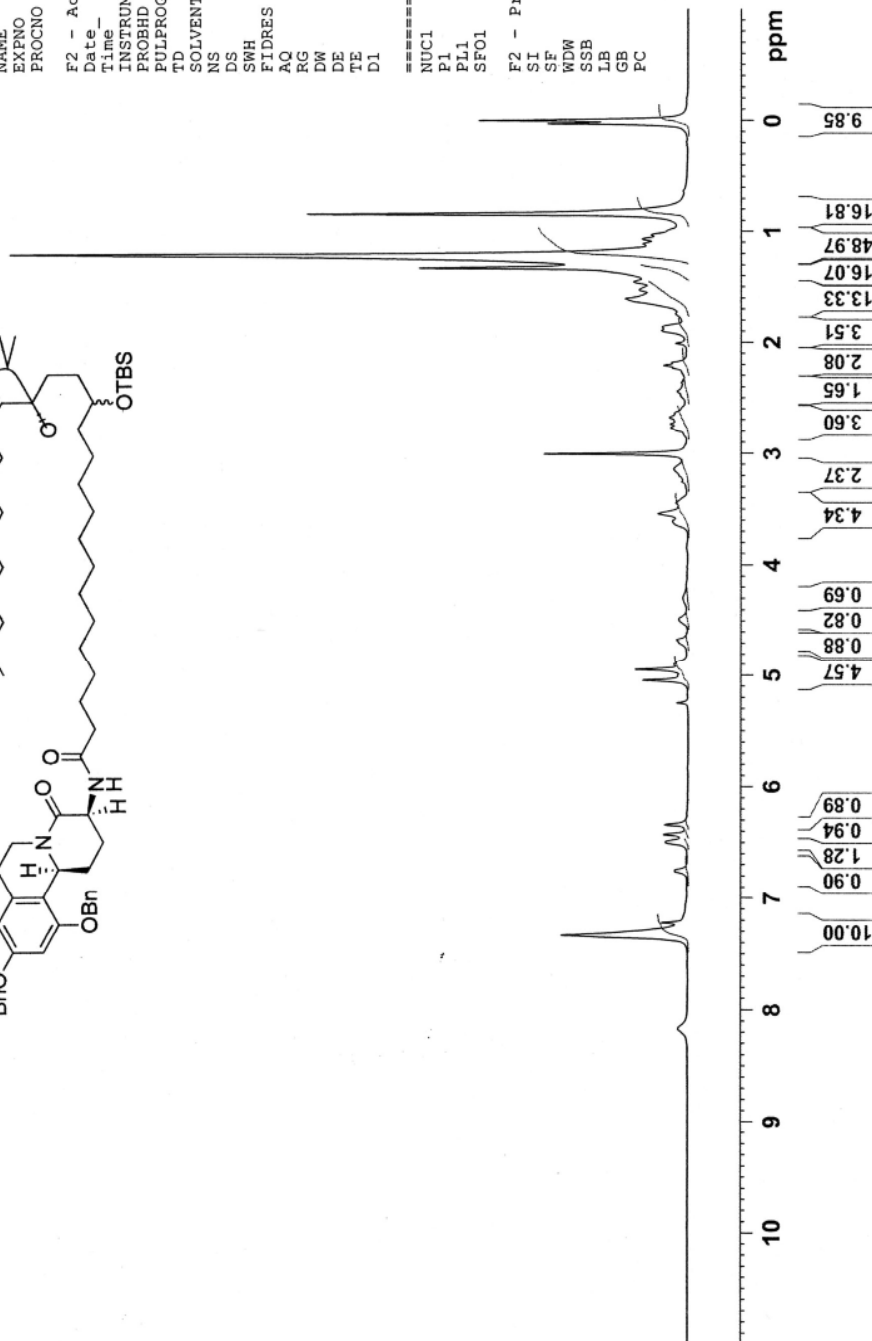 NAME
EXPNO
PROCNO
F2 - Ac
Date_
Time
INSTRUM
PROBHD
PULPROG
TD
SOLVENT
NS
DS
SWH
FIDRES
AQ
RG
DW
DE
TE
D1
=======
NUC1
P1
PL1
SFO1
F2 - Pr
SI
SF
WDW
SSB
LB
GB
PC
OTBS
O
O
O
NH
H
N
H
OBn
BnO
ppm
0
1
2
3
4
5
6
7
8
9
10
9.85
16.81
48.97
16.07
13.33
3.51
2.08
1.65
3.60
2.37
4.34
0.69
0.82
0.88
4.57
0.89
0.94
1.28
0.90
10.00